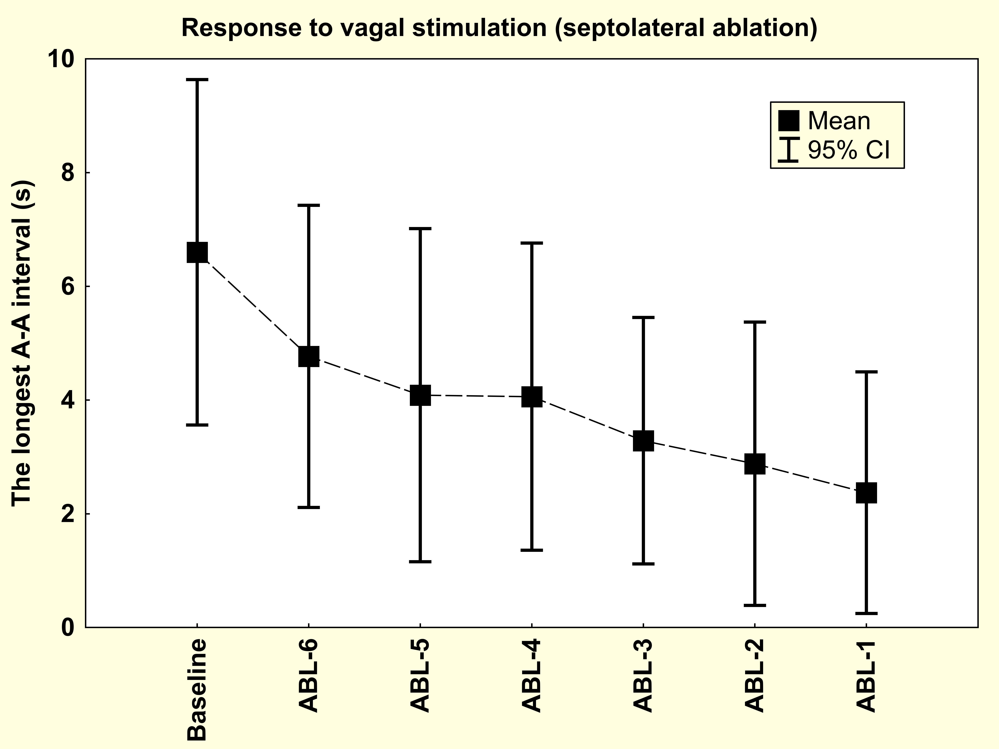 Response to vagal stimulation (septolateral ablation)
The longest A-A interval (s)
10
8
6
4
2
0
Mean
95% CI
Baseline
ABL-6
ABL-5
ABL-4
ABL-3
ABL-2
ABL-1